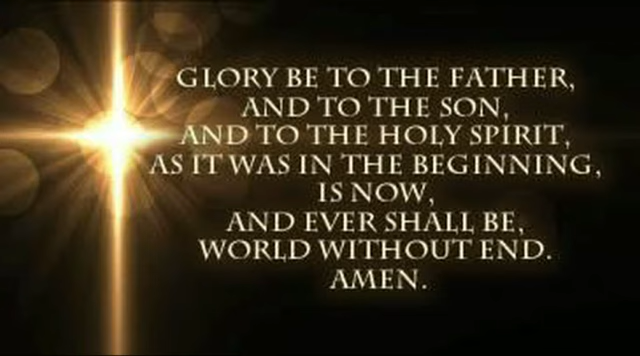 GLORY BE TO THE FATHER,
AND TO THE SON,
AND TO THE HOLY SPIRIT,
AS IT WAS IN THE BEGINNING,
IS NOW,
AND EVER SHALL BE,
WORLD WITHOUT END.
AMEN.